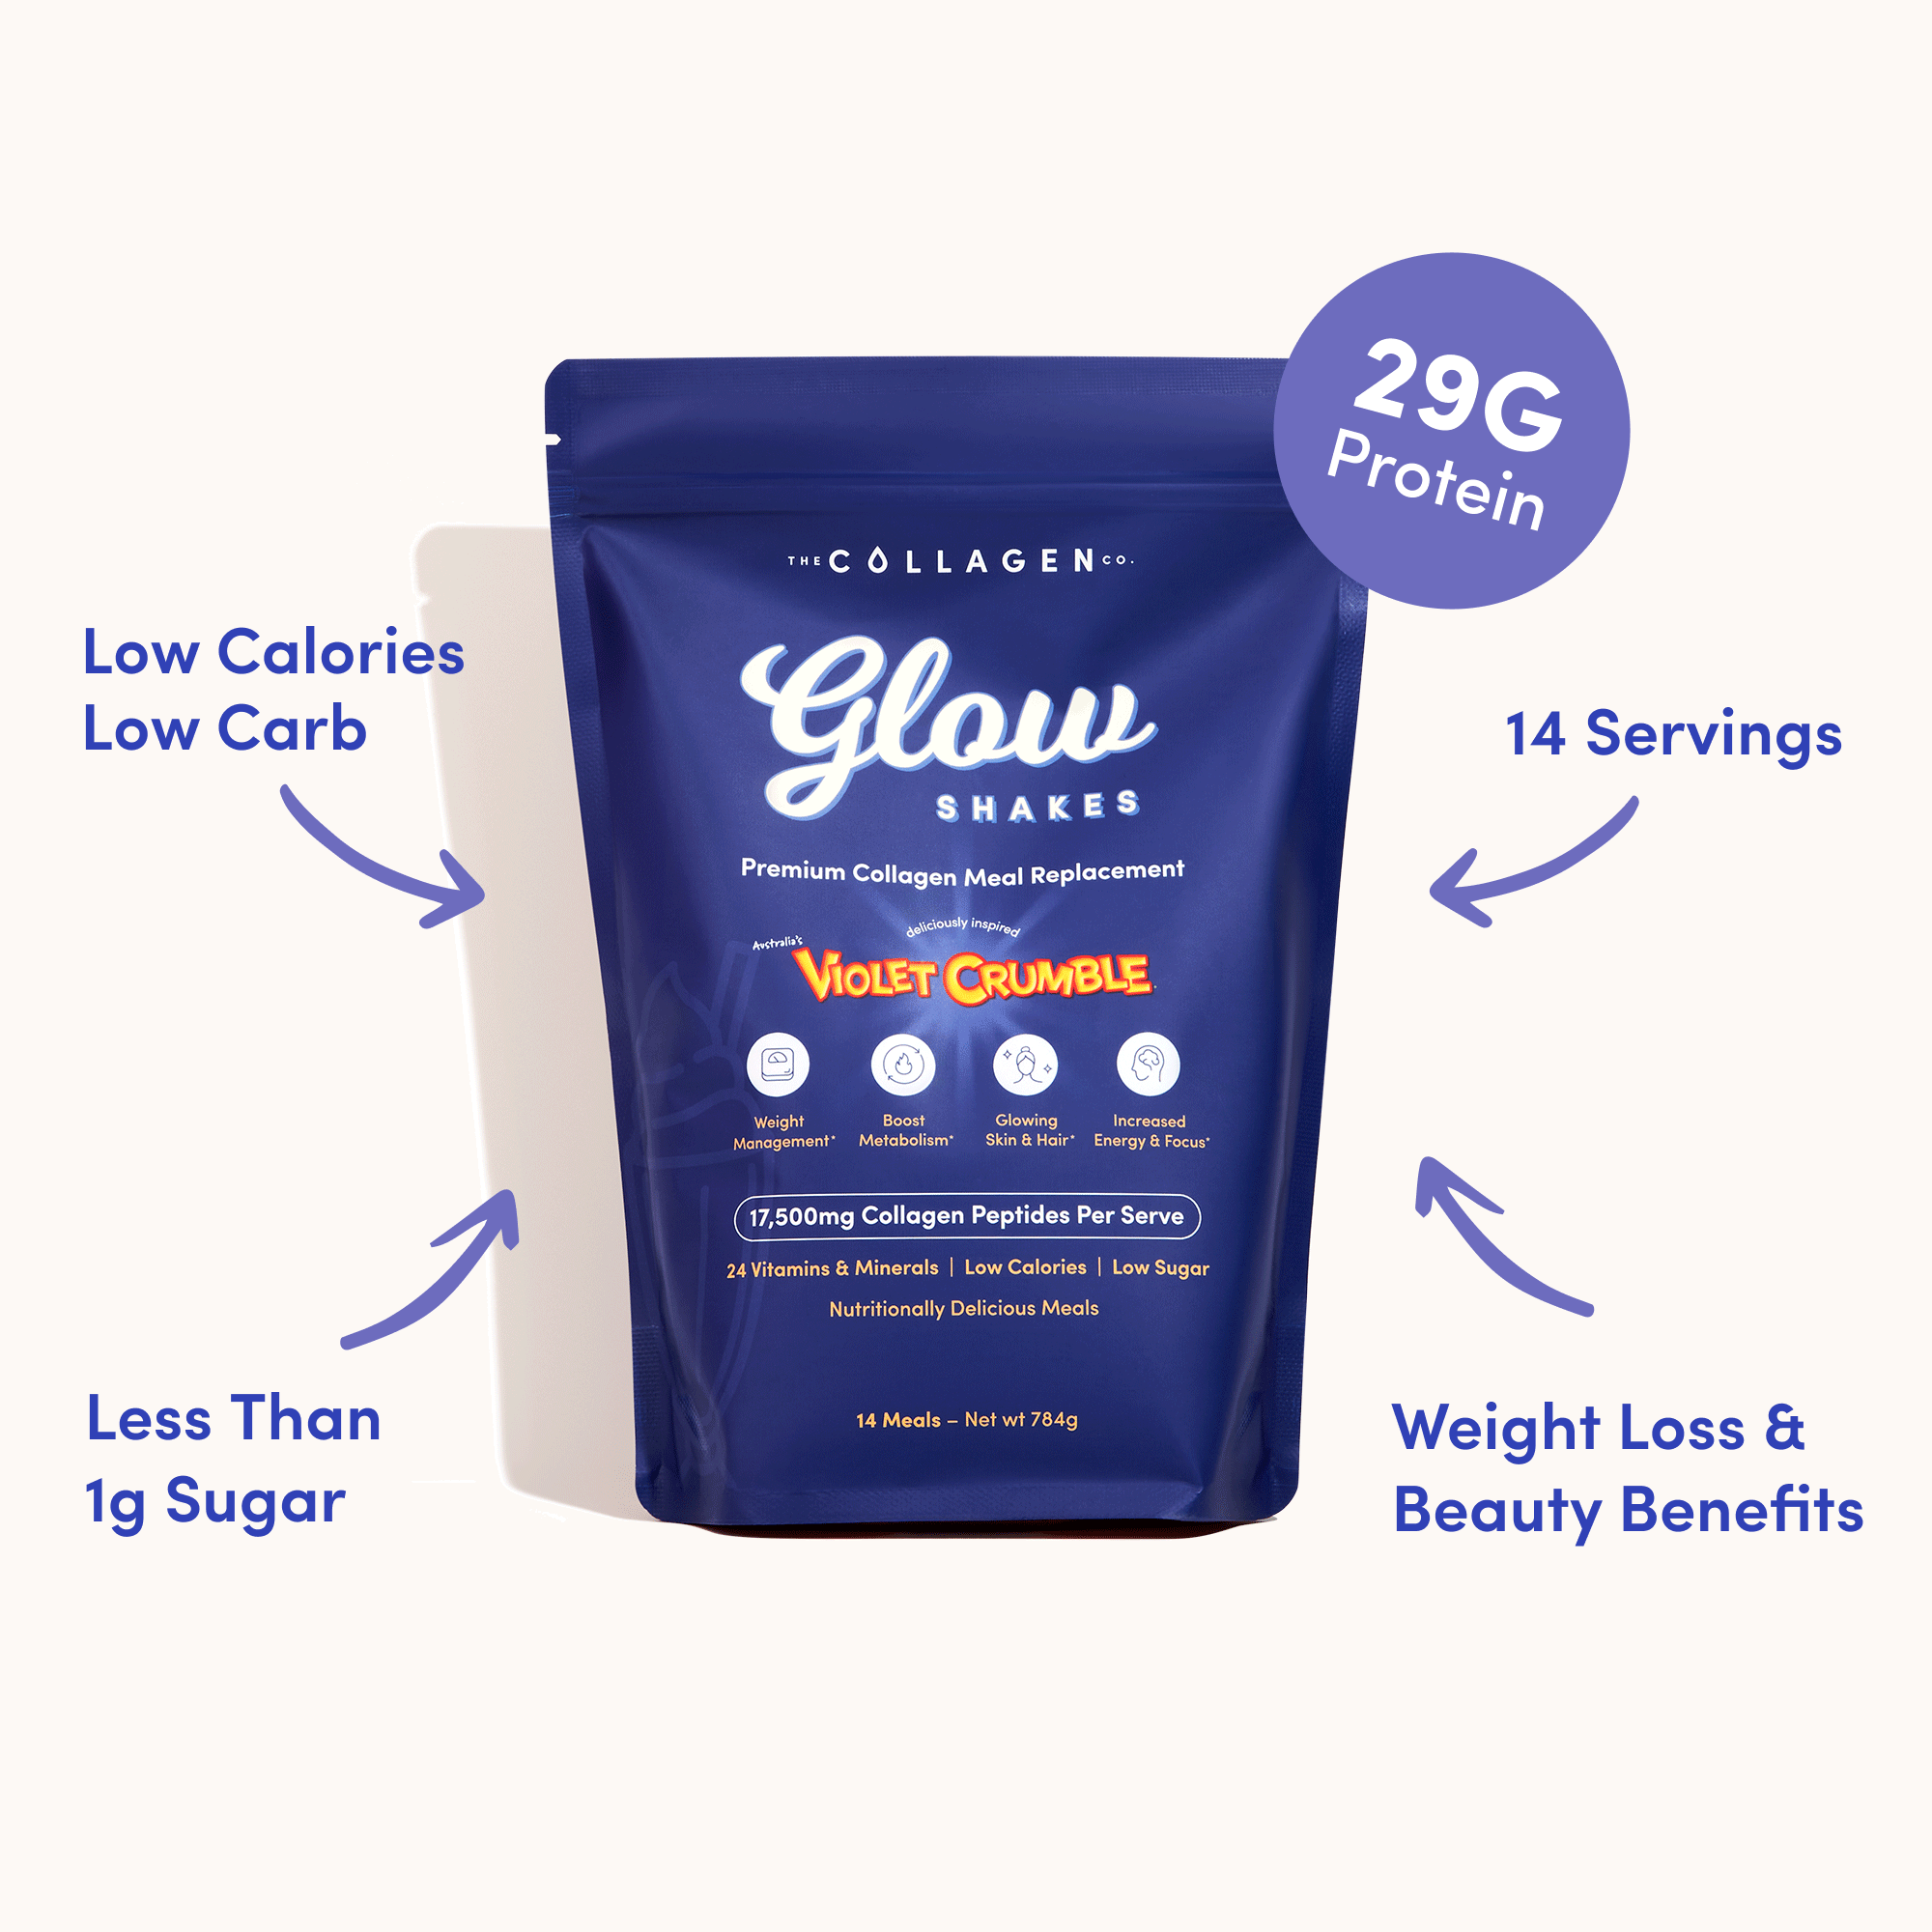 29G
Protein
THE COLLAGEN CO.
Glow
SHAKES
Premium Collagen Meal Replacement
deliciously inspired
Australia's
VIOLET CRUMBLE
Weight
Management*
Boost
Metabolism*
Glowing
Skin & Hair*
Increased
Energy & Focus*
17,500mg Collagen Peptides Per Serve
24 Vitamins & Minerals | Low Calories | Low Sugar
Nutritionally Delicious Meals
14 Meals – Net wt 784g
Low Calories
Low Carb
14 Servings
Less Than
1g Sugar
Weight Loss &
Beauty Benefits